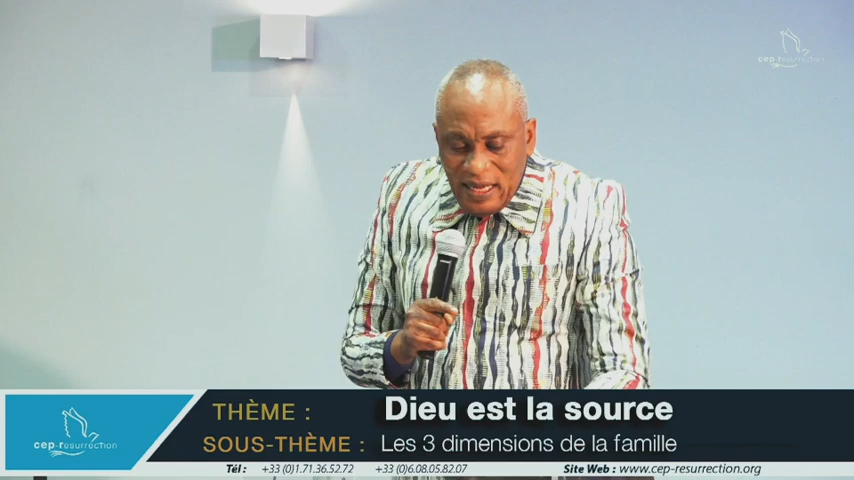 cep-resurrection
THÈME : Dieu est la source
SOUS-THÈME : Les 3 dimensions de la famille
cep-resurrection
Tél : +33 (0)1.71.36.52.72 +33 (0)6.08.05.82.07 Site Web : www.cep-resurrection.org